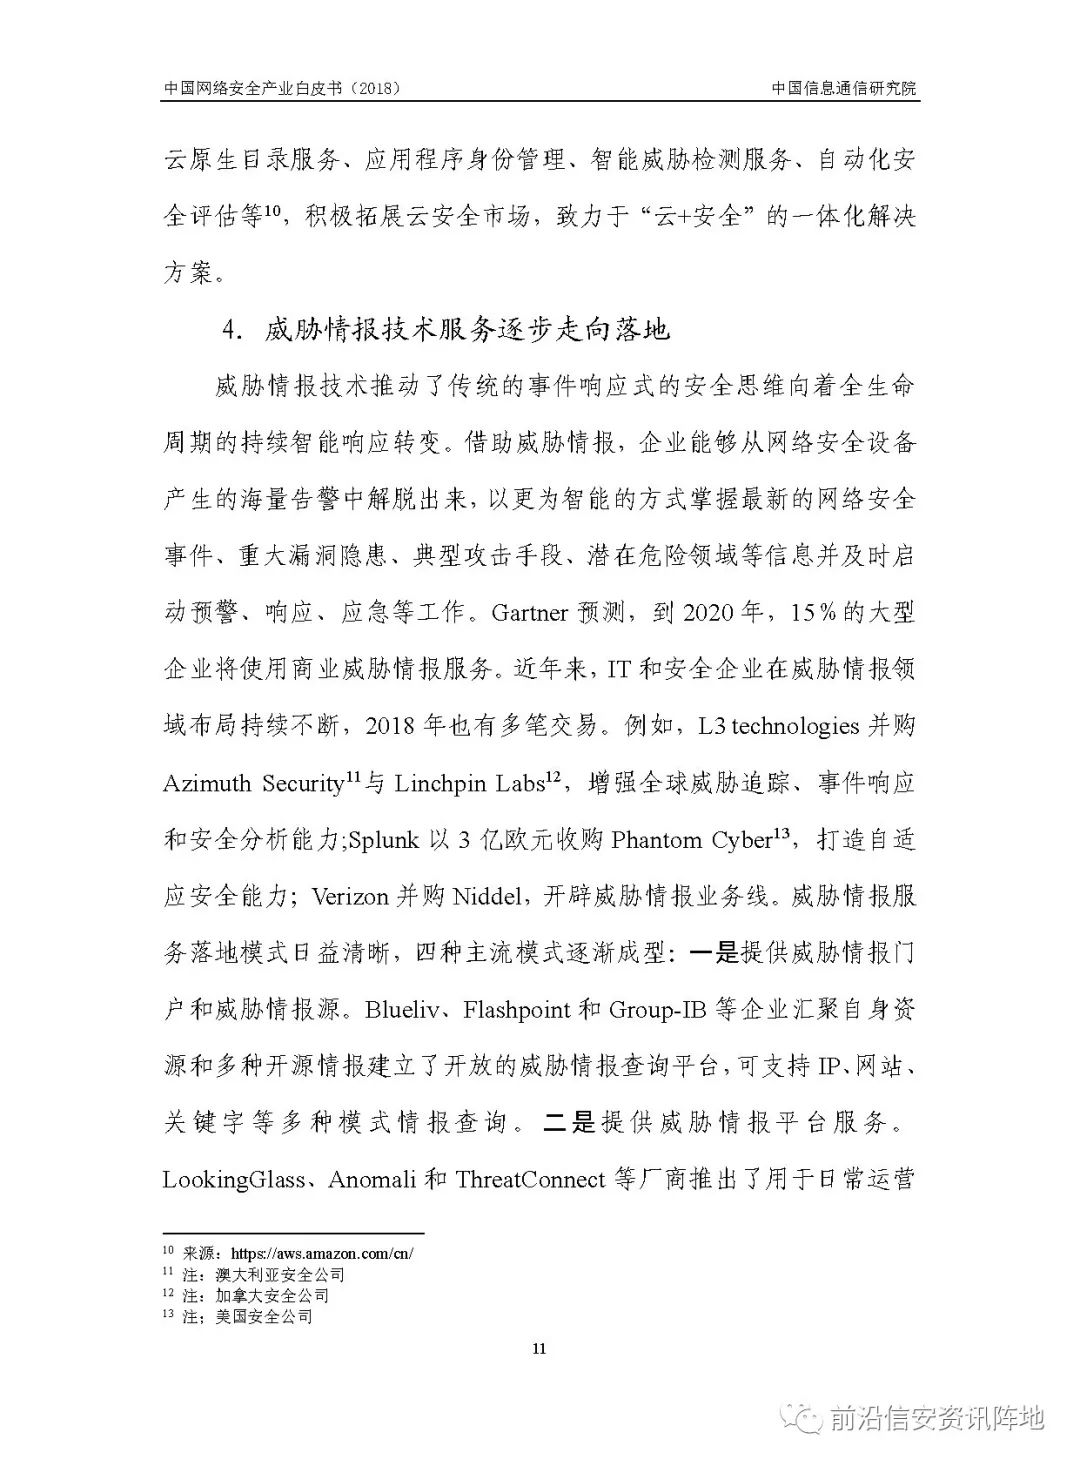 中国网络安全产业白皮书（2018） 中国信息通信研究院
云原生目录服务、应用程序身份管理、智能威胁检测服务、自动化安
全评估等10，积极拓展云安全市场，致力于“云+安全”的一体化解决
方案。
4. 威胁情报技术服务逐步走向落地
威胁情报技术推动了传统的事件响应式的安全思维向着全生命
周期的持续智能响应转变。借助威胁情报，企业能够从网络安全设备
产生的海量告警中解脱出来，以更为智能的方式掌握最新的网络安全
事件、重大漏洞隐患、典型攻击手段、潜在危险领域等信息并及时启
动预警、响应、应急等工作。Gartner 预测，到 2020 年，15%的大型
企业将使用商业威胁情报服务。近年来，IT 和安全企业在威胁情报领
域布局持续不断，2018 年也有多笔交易。例如，L3 technologies 并购
Azimuth Security11与 Linchpin Labs12，增强全球威胁追踪、事件响应
和安全分析能力;Splunk 以 3 亿欧元收购 Phantom Cyber13，打造自适
应安全能力；Verizon 并购 Niddel，开辟威胁情报业务线。威胁情报服
务落地模式日益清晰，四种主流模式逐渐成型：一是提供威胁情报门
户和威胁情报源。Blueliv、Flashpoint 和 Group-IB 等企业汇聚自身资
源和多种开源情报建立了开放的威胁情报查询平台，可支持 IP、网站、
关键字等多种模式情报查询。二是提供威胁情报平台服务。
LookingGlass、Anomali 和 ThreatConnect 等厂商推出了用于日常运营
10 来源：https://aws.amazon.com/cn/
11 注：澳大利亚安全公司
12 注：加拿大安全公司
13 注；美国安全公司
11
前沿信安资讯阵地